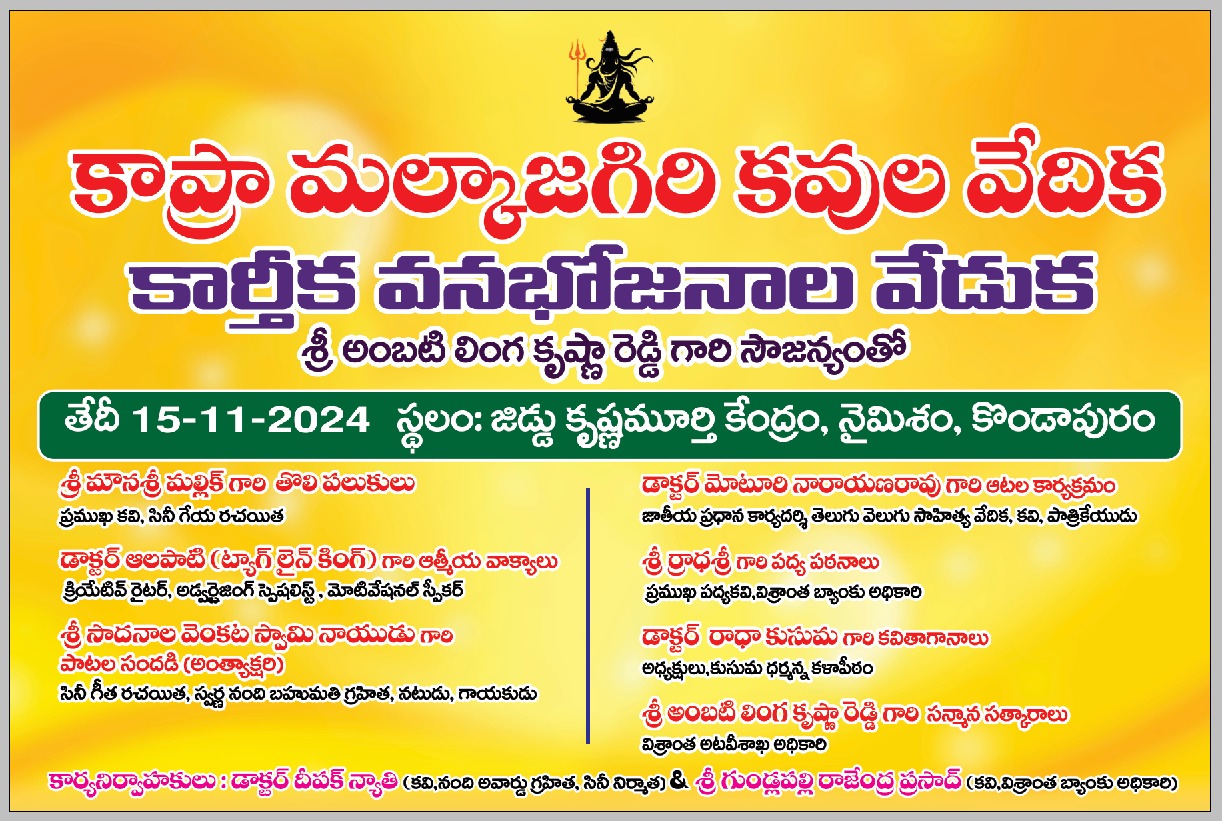 కాప్రా మల్కాజగిరి కవుల వేదిక
కార్తీక వనభోజనాల వేడుక
శ్రీ అంబటి లింగ కృష్ణా రెడ్డి గారి సౌజన్యంతో
తేదీ 15-11-2024 స్థలం: జిడ్డు కృష్ణమూర్తి కేంద్రం, నైమిశం, కొండాపురం
శ్రీ మౌనశ్రీ మల్లిక్ గారి తొలి పలుకులు
ప్రముఖ కవి, సినీ గేయ రచయిత
డాక్టర్ ఆలపాటి (ట్యాగ్ లైన్ కింగ్) గారి ఆత్మీయ వాక్యాలు
క్రియేటివ్ రైటర్, అడ్వర్టైజింగ్ స్పెషలిస్ట్, మోటివేషనల్ స్పీకర్
శ్రీ సాదనాల వెంకట స్వామి నాయుడు గారి
పాటల సందడి (అంత్యాక్షరి)
సినీ గీత రచయిత, స్వర్ణ నంది బహుమతి గ్రహిత, నటుడు, గాయకుడు
డాక్టర్ మోటూరి నారాయణరావు గారి ఆటల కార్యక్రమం
జాతీయ ప్రధాన కార్యదర్శి తెలుగు వెలుగు సాహిత్య వేదిక, కవి, పాత్రికేయుడు
శ్రీ ర్రాధశ్రీ గారి పద్య పఠనాలు
ప్రముఖ పద్యకవి,విశ్రాంత బ్యాంకు అధికారి
డాక్టర్ రాధా కుసుమ గారి కవితాగానాలు
అధ్యక్షులు,కుసుమ ధర్మన్న కళాపీఠం
శ్రీ అంబటి లింగ కృష్ణా రెడ్డి గారి సన్మాన సత్కారాలు
విశ్రాంత అటవీశాఖ అధికారి
కార్యనిర్వాహకులు : డాక్టర్ దీపక్ న్యాతి (కవి,నంది అవార్డు గ్రహిత, సినీ నిర్మాత) & శ్రీ గుండ్లపల్లి రాజేంద్ర ప్రసాద్ (కవి,విశ్రాంత బ్యాంకు అధికారి)